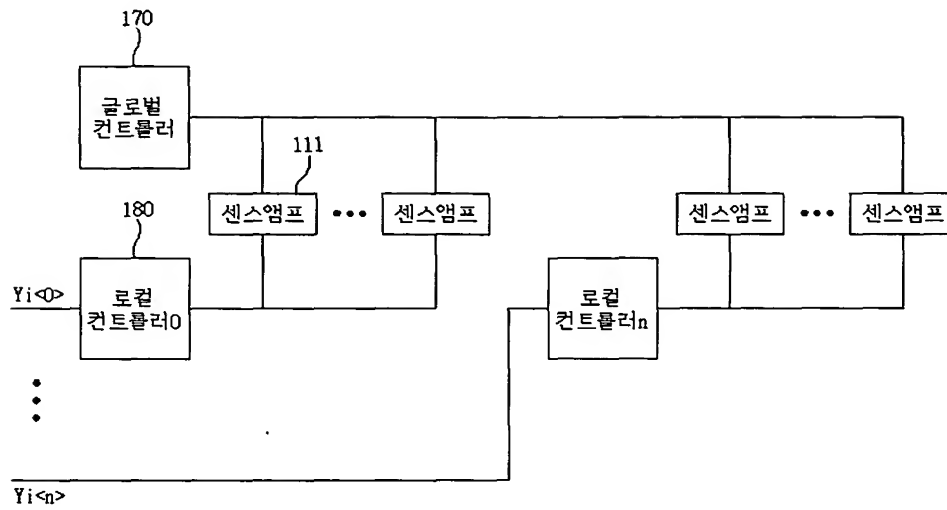 170
글로벌
컨트롤러
111
센스앰프
센스앰프
센스앰프
센스앰프
180
Yi<0>
로컬
컨트롤러0
로컬
컨트롤러n
Yi<n>